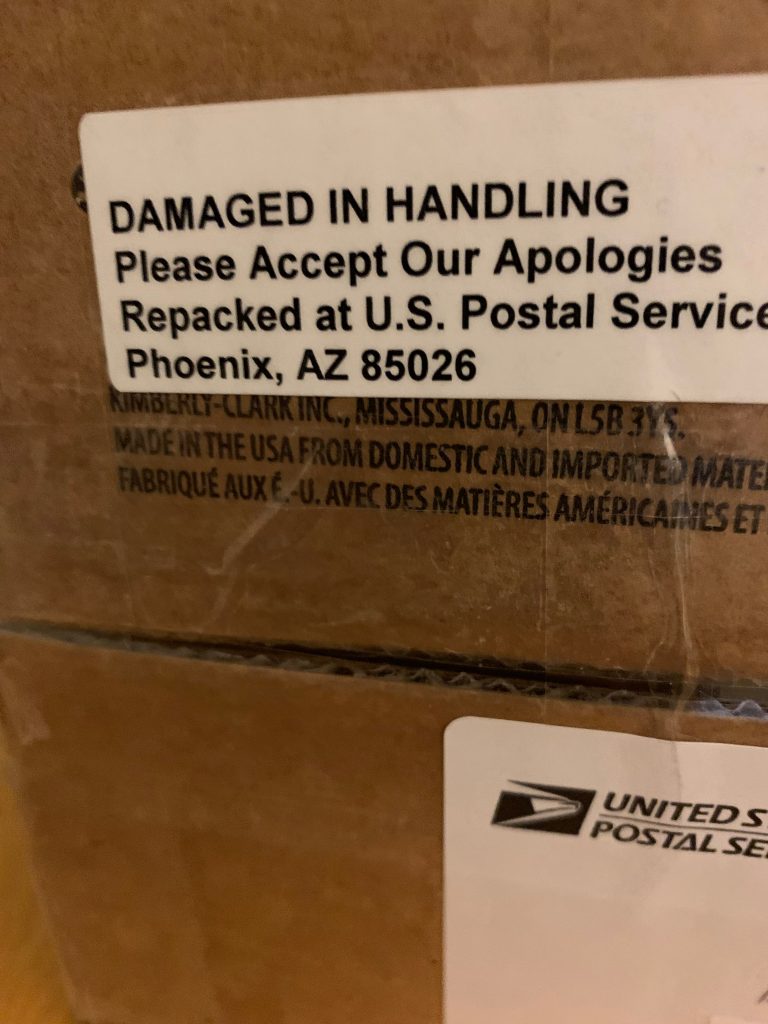 DAMAGED IN HANDLING
Please Accept Our Apologies
Repacked at U.S. Postal Service
Phoenix, AZ 85026
KIMBERLY-CLARK INC., MISSISSAUGA, ON L5B 3Y5.
MADE IN THE USA FROM DOMESTIC AND IMPORTED MATE
FABRIQUÉ AUX É.-U. AVEC DES MATIÈRES AMÉRICAINES ET
UNITED S
POSTAL SE